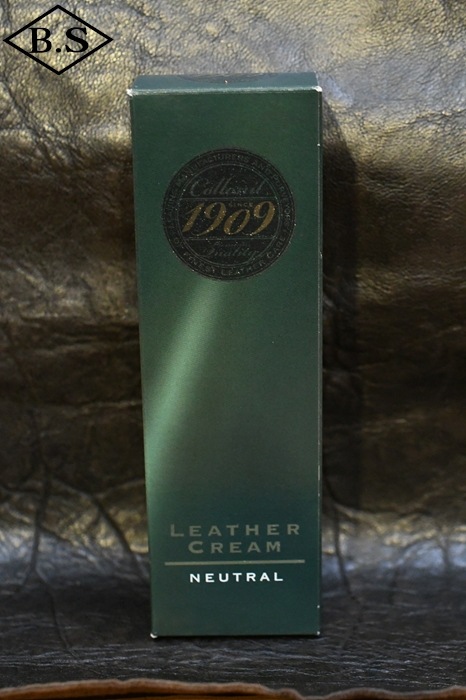 B.S
Collonil
SINCE
1909
Quality
LEATHER
CREAM
NEUTRAL